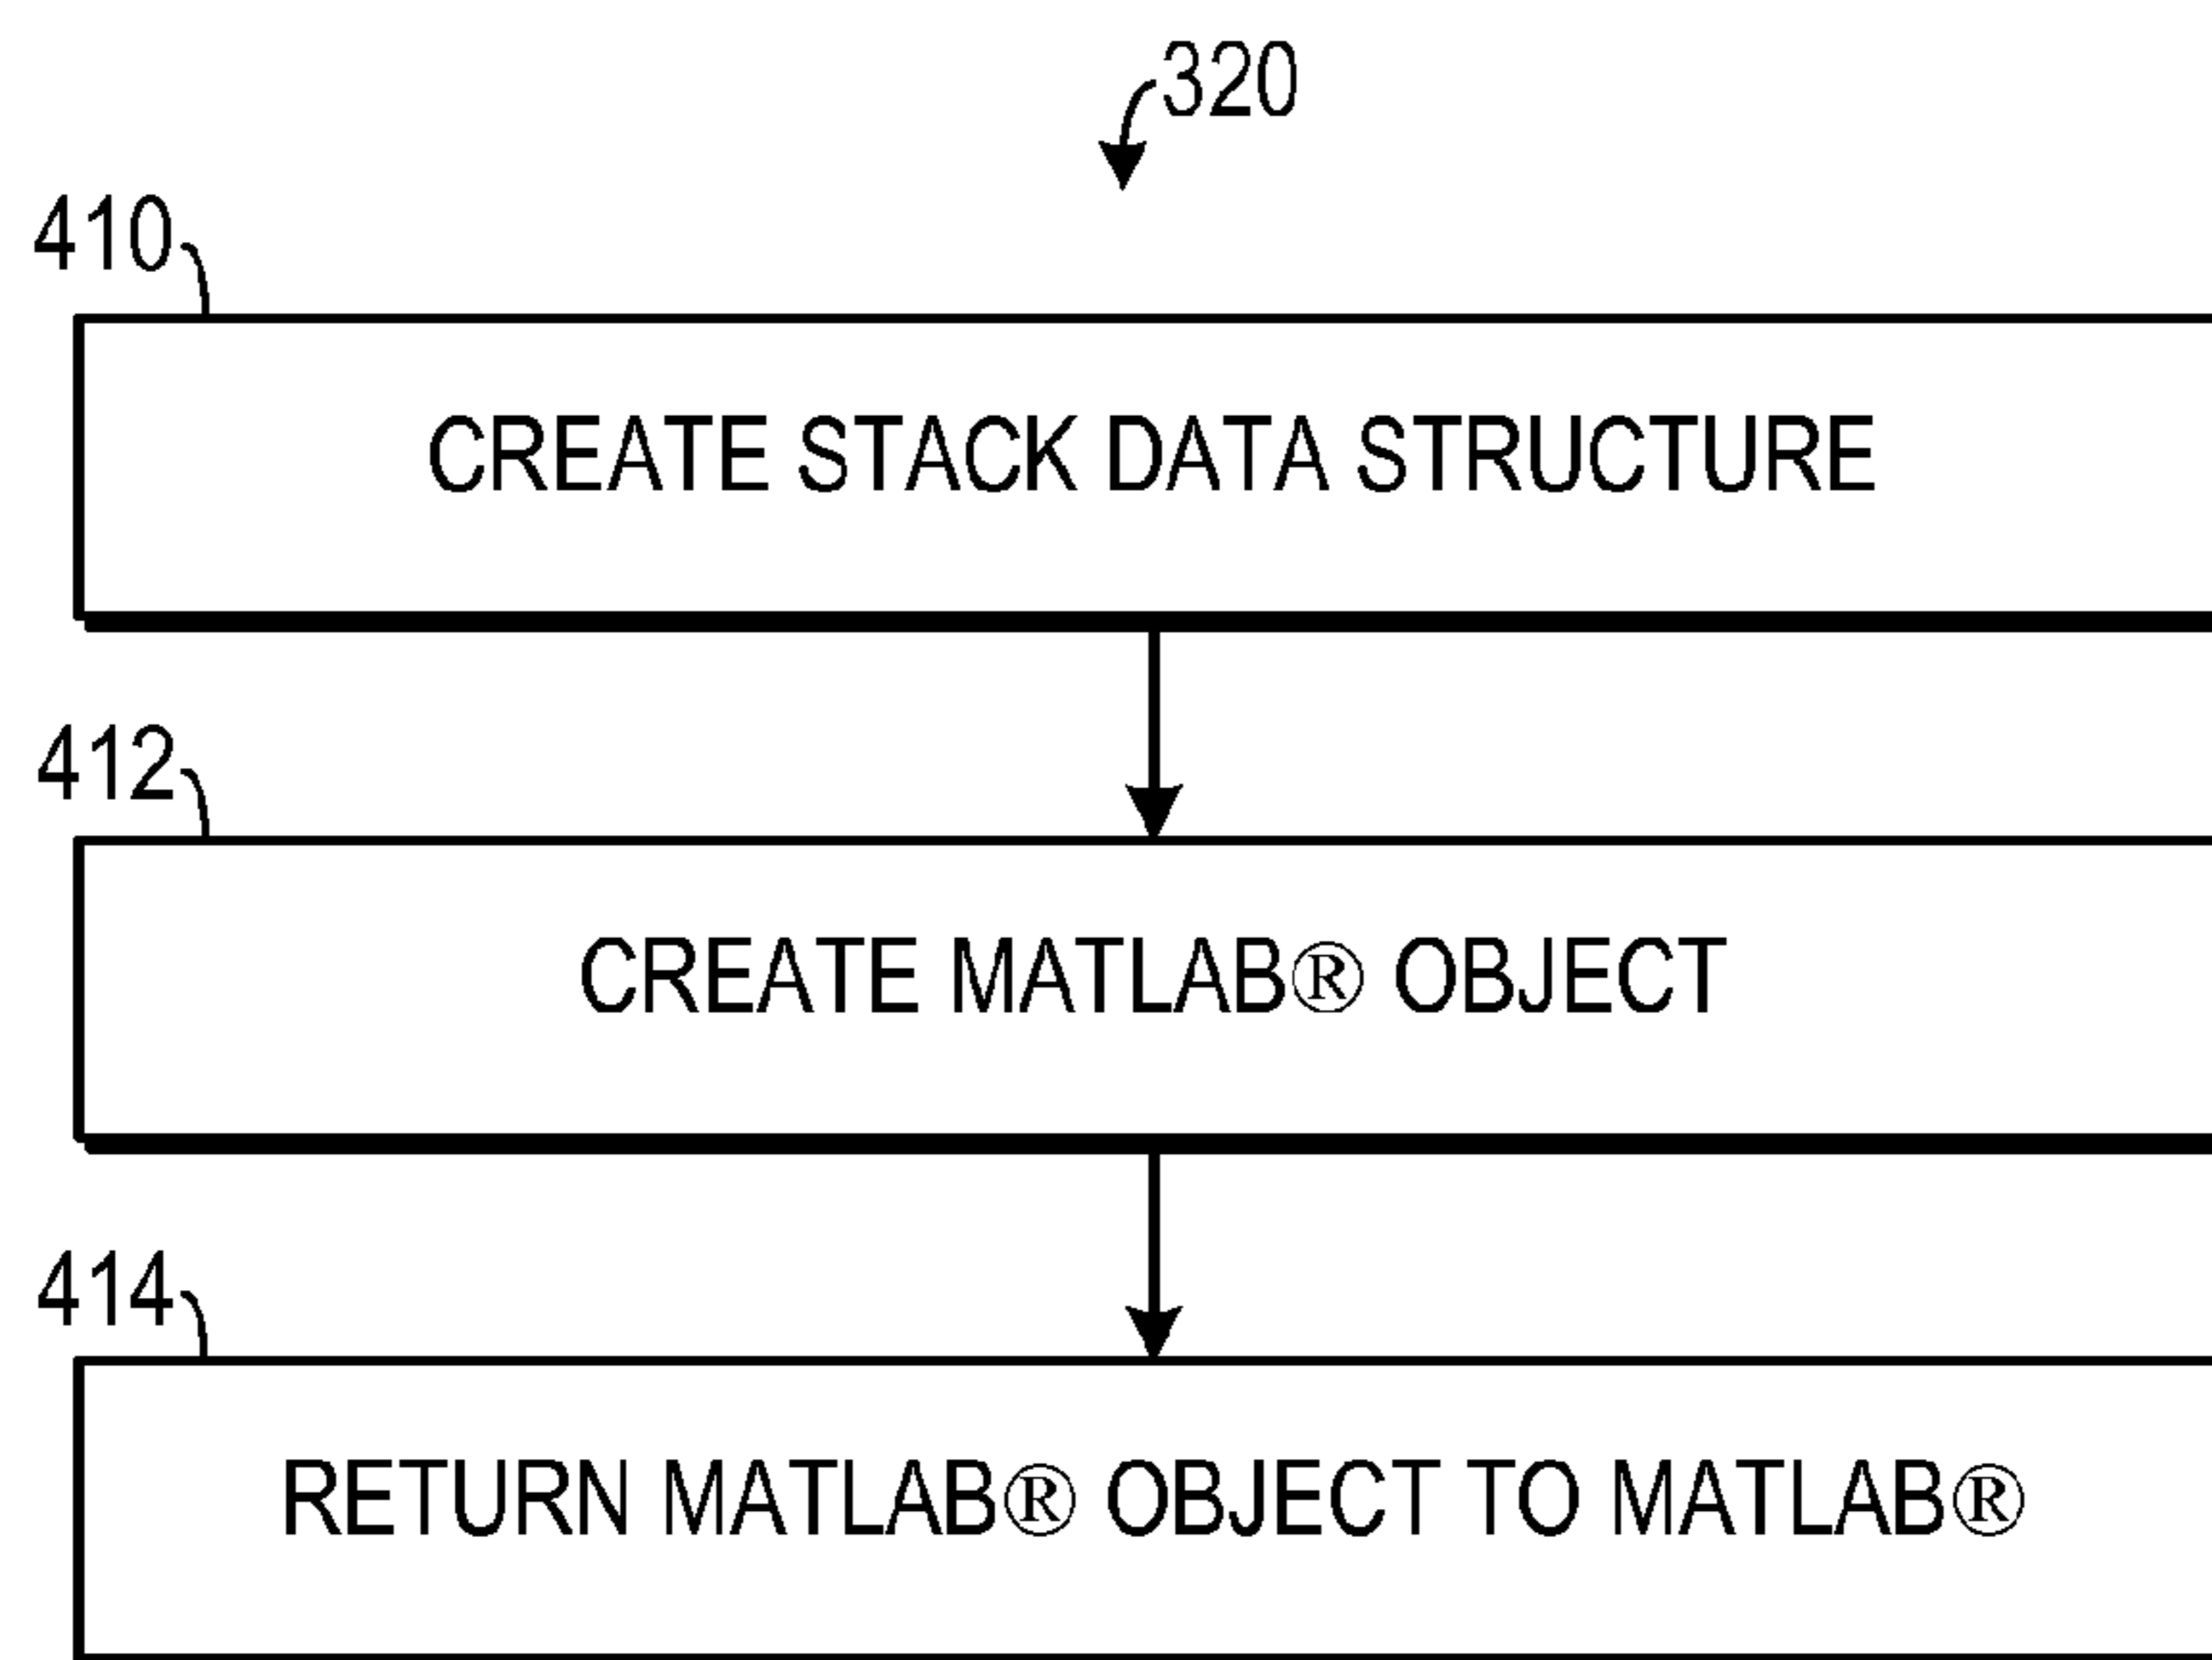 320
410
CREATE STACK DATA STRUCTURE
412
CREATE MATLAB® OBJECT
414
RETURN MATLAB® OBJECT TO MATLAB®